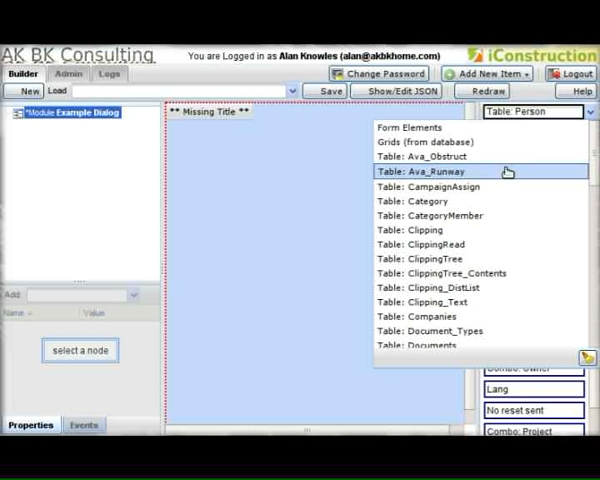 AK BK Consulting
You are Logged in as Alan Knowles (alan@akbkhome.com)
iConstruction
Builder
Admin
Logs
Change Password
Add New Item
Logout
New
Load
Save
Show/Edit JSON
Redraw
Help
*Module Example Dialog
** Missing Title **
Table: Person
Form Elements
Grids (from database)
Table: Ava_Obstruct
Table: Ava_Runway
Table: CampaignAssign
Table: Category
Table: CategoryMember
Table: Clipping
Table: ClippingRead
Table: ClippingTree
Table: ClippingTree_Contents
Table: Clipping_DistList
Table: Clipping_Text
Table: Companies
Table: Document_Types
Table: Documents
Add:
Name
Value
select a node
Combo: Owner
Lang
No reset sent
Combo: Project
Properties
Events